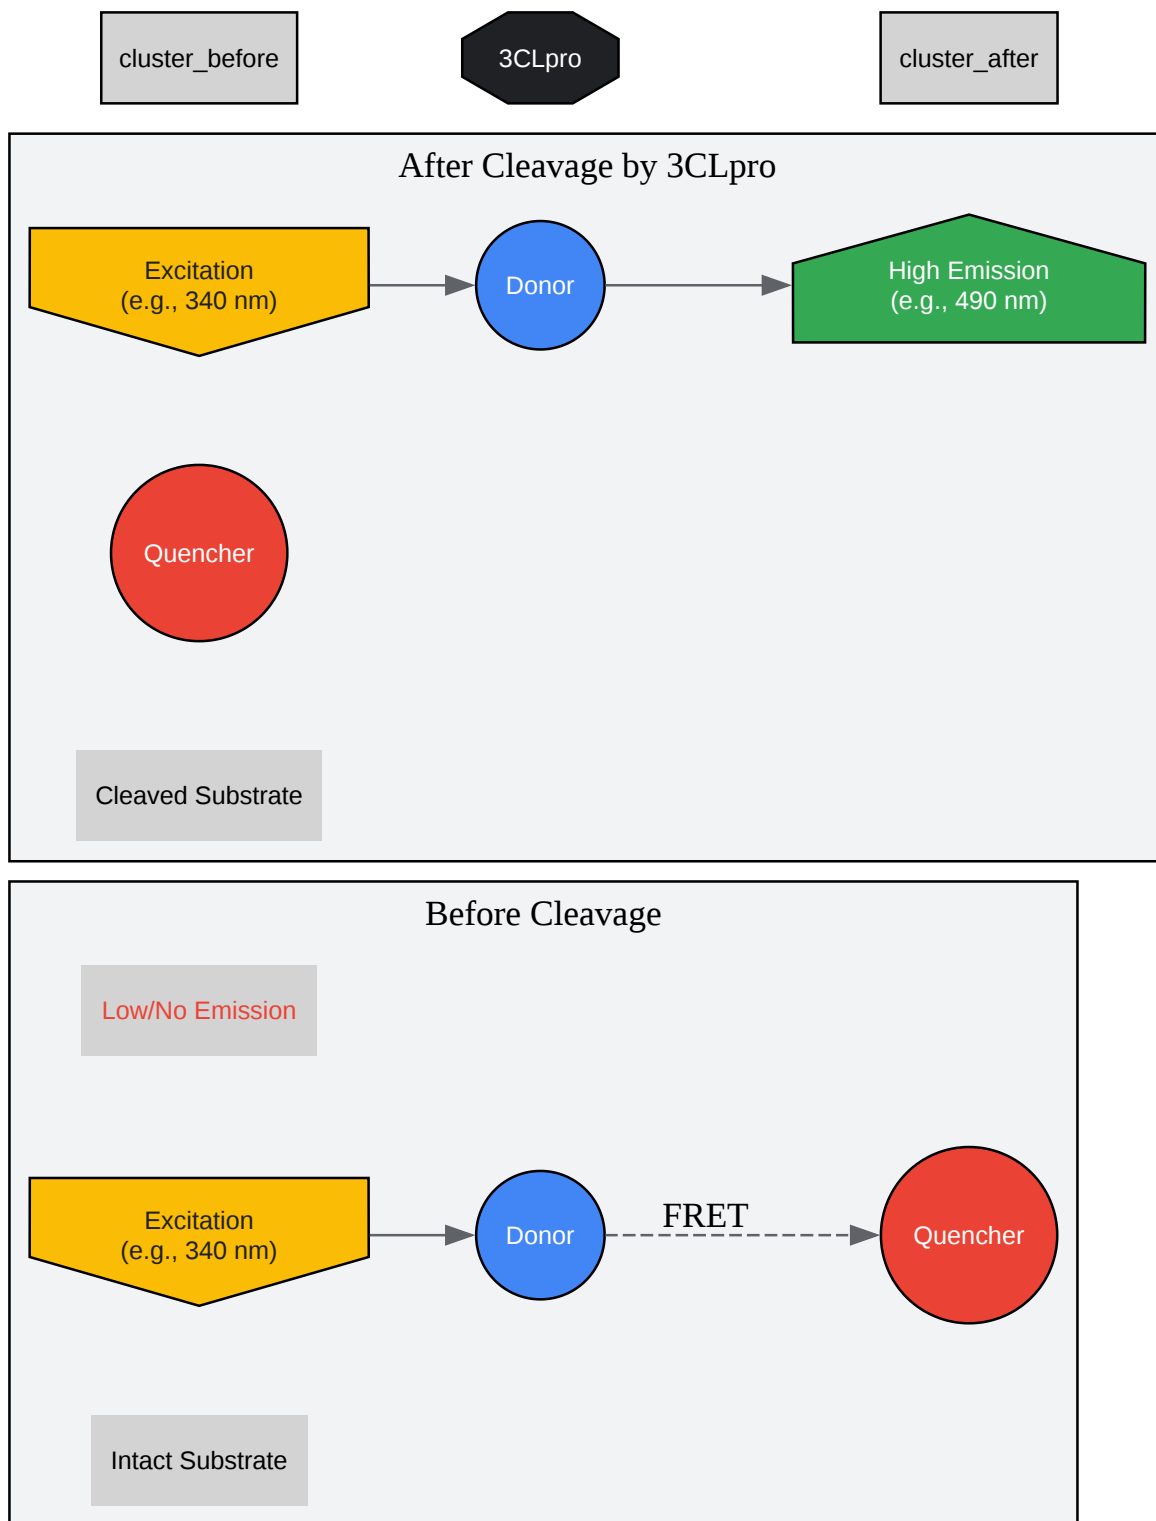 cluster_before
3CLpro
cluster_after
After Cleavage by 3CLpro
Excitation
(e.g., 340 nm)
Donor
High Emission
(e.g., 490 nm)
Quencher
Cleaved Substrate
Before Cleavage
Low/No Emission
Excitation
(e.g., 340 nm)
Donor
FRET
Quencher
Intact Substrate